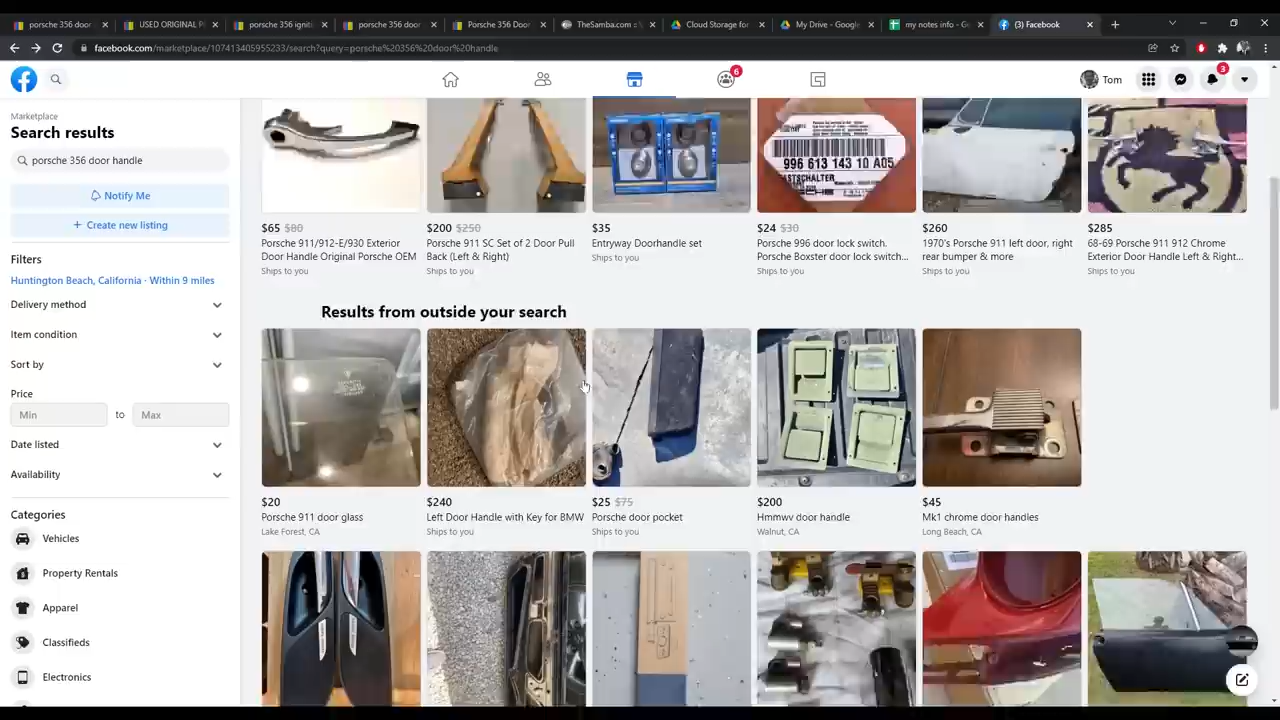 porsche 356 door
USED ORIGINAL P
porsche 356 igniti
porsche 356 door
Porsche 356 Door
TheSamba.com ::
Cloud Storage for
My Drive - Google
my notes info - Go
(3) Facebook
facebook.com/marketplace/107413405955233/search?query=porsche%20356%20door%20handle
6
Tom
3
Marketplace
Search results
porsche 356 door handle
Notify Me
+ Create new listing
Filters
Huntington Beach, California · Within 9 miles
Delivery method
Item condition
Sort by
Price
Min to Max
Date listed
Availability
Categories
Vehicles
Property Rentals
Apparel
Classifieds
Electronics
996 613 143 10 A05
$65 $80
Porsche 911/912-E/930 Exterior
Door Handle Original Porsche OEM
Ships to you
$200 $250
Porsche 911 SC Set of 2 Door Pull
Back (Left & Right)
Ships to you
$35
Entryway Doorhandle set
Ships to you
$24 $30
Porsche 996 door lock switch.
Porsche Boxster door lock switch...
Ships to you
$260
1970's Porsche 911 left door, right
rear bumper & more
Ships to you
$285
68-69 Porsche 911 912 Chrome
Exterior Door Handle Left & Right...
Ships to you
Results from outside your search
$20
Porsche 911 door glass
Lake Forest, CA
$240
Left Door Handle with Key for BMW
Ships to you
$25 $75
Porsche door pocket
Ships to you
$200
Hmmwv door handle
Walnut, CA
$45
Mk1 chrome door handles
Long Beach, CA